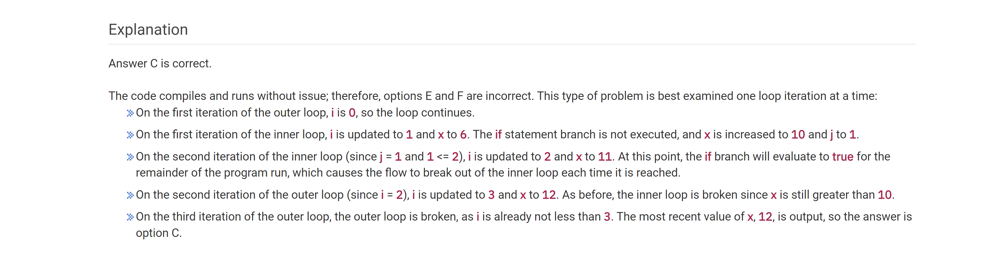 Explanation
Answer C is correct.
The code compiles and runs without issue; therefore, options E and F are incorrect. This type of problem is best examined one loop iteration at a time:
On the first iteration of the outer loop, i is 0, so the loop continues.
On the first iteration of the inner loop, i is updated to 1 and x to 6. The if statement branch is not executed, and x is increased to 10 and j to 1.
On the second iteration of the inner loop (since j = 1 and 1 <= 2), i is updated to 2 and x to 11. At this point, the if branch will evaluate to true for the
remainder of the program run, which causes the flow to break out of the inner loop each time it is reached.
On the second iteration of the outer loop (since i = 2), i is updated to 3 and x to 12. As before, the inner loop is broken since x is still greater than 10.
On the third iteration of the outer loop, the outer loop is broken, as i is already not less than 3. The most recent value of x, 12, is output, so the answer is
option C.